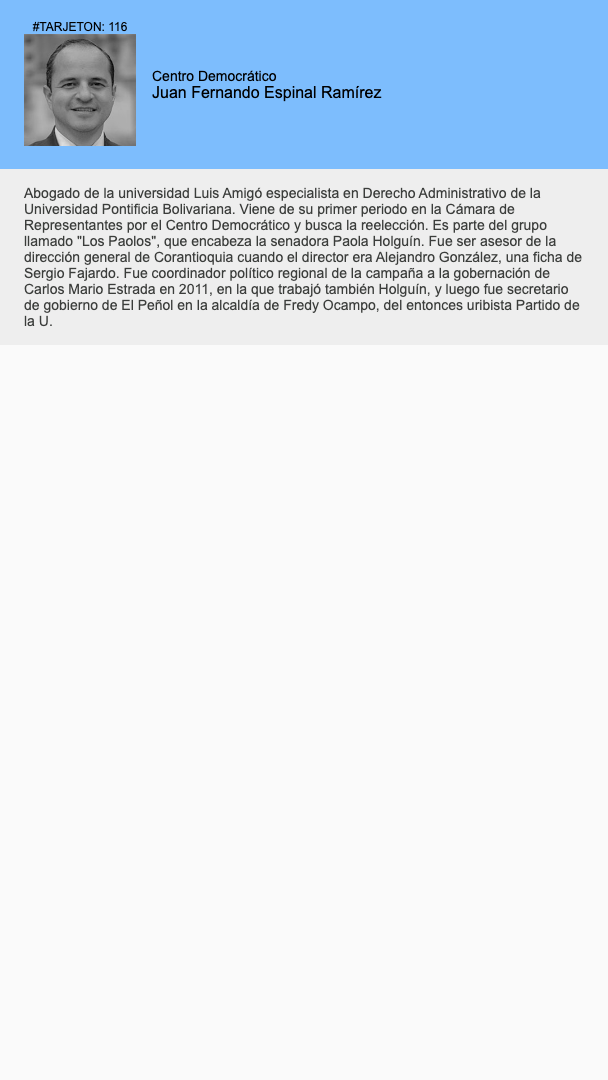 #TARJETON: 116
Centro Democrático
Juan Fernando Espinal Ramírez
Abogado de la universidad Luis Amigó especialista en Derecho Administrativo de la
Universidad Pontificia Bolivariana. Viene de su primer periodo en la Cámara de
Representantes por el Centro Democrático y busca la reelección. Es parte del grupo
llamado "Los Paolos", que encabeza la senadora Paola Holguín. Fue ser asesor de la
dirección general de Corantioquia cuando el director era Alejandro González, una ficha de
Sergio Fajardo. Fue coordinador político regional de la campaña a la gobernación de
Carlos Mario Estrada en 2011, en la que trabajó también Holguín, y luego fue secretario
de gobierno de El Peñol en la alcaldía de Fredy Ocampo, del entonces uribista Partido de
la U.